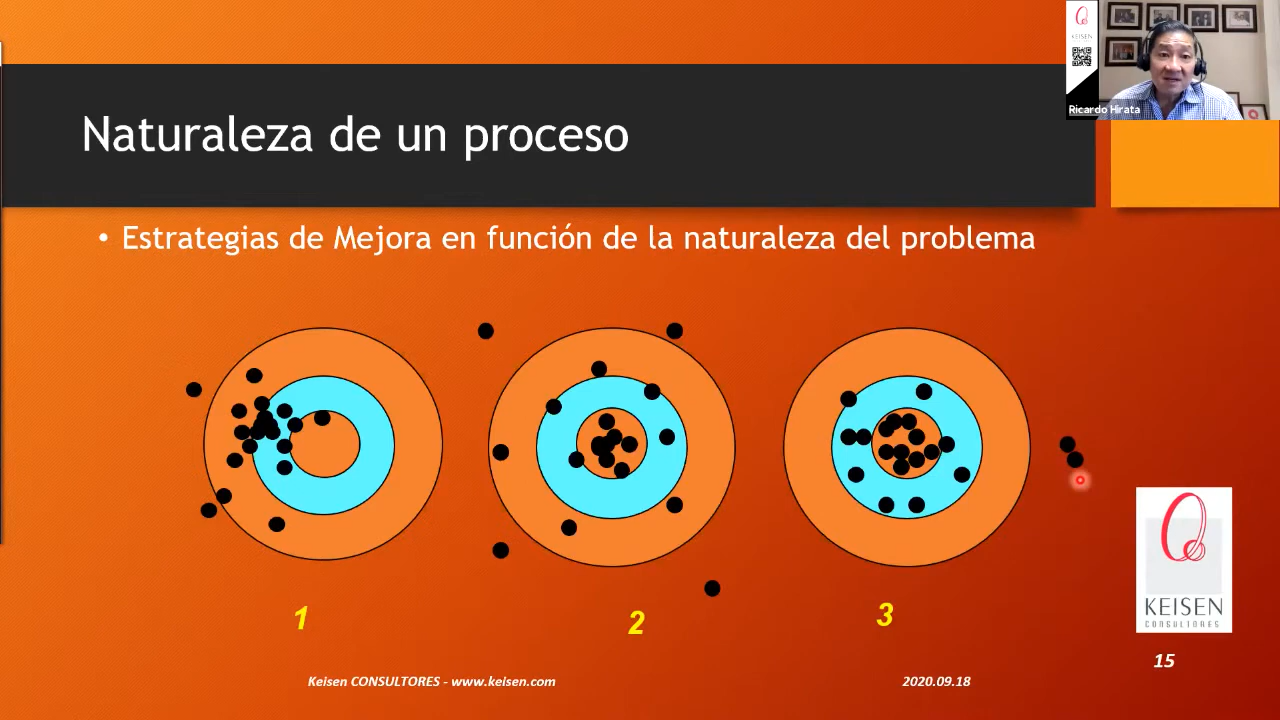 KEISEN
Ricardo Hirata
Naturaleza de un proceso
• Estrategias de Mejora en función de la naturaleza del problema
1
2
3
KEISEN
CONSULTORES
15
Keisen CONSULTORES - www.keisen.com
2020.09.18